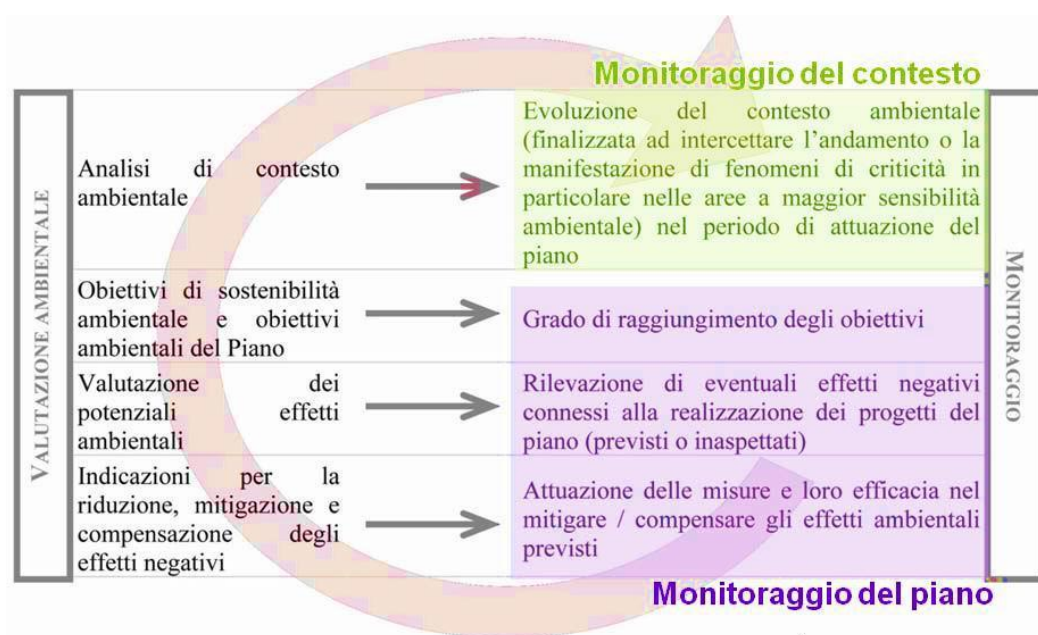 Monitoraggio del contesto
VALUTAZIONE AMBIENTALE
Analisi di contesto
ambientale
Evoluzione del contesto ambientale
(finalizzata ad intercettare l'andamento o la
manifestazione di fenomeni di criticità in
particolare nelle aree a maggior sensibilità
ambientale) nel periodo di attuazione del
piano
MONITORAGGIO
Obiettivi di sostenibilità
ambientale e obiettivi
ambientali del Piano
Grado di raggiungimento degli obiettivi
Valutazione dei
potenziali effetti
ambientali
Rilevazione di eventuali effetti negativi
connessi alla realizzazione dei progetti del
piano (previsti o inaspettati)
Indicazioni per la
riduzione, mitigazione e
compensazione degli
effetti negativi
Attuazione delle misure e loro efficacia nel
mitigare / compensare gli effetti ambientali
previsti
Monitoraggio del piano